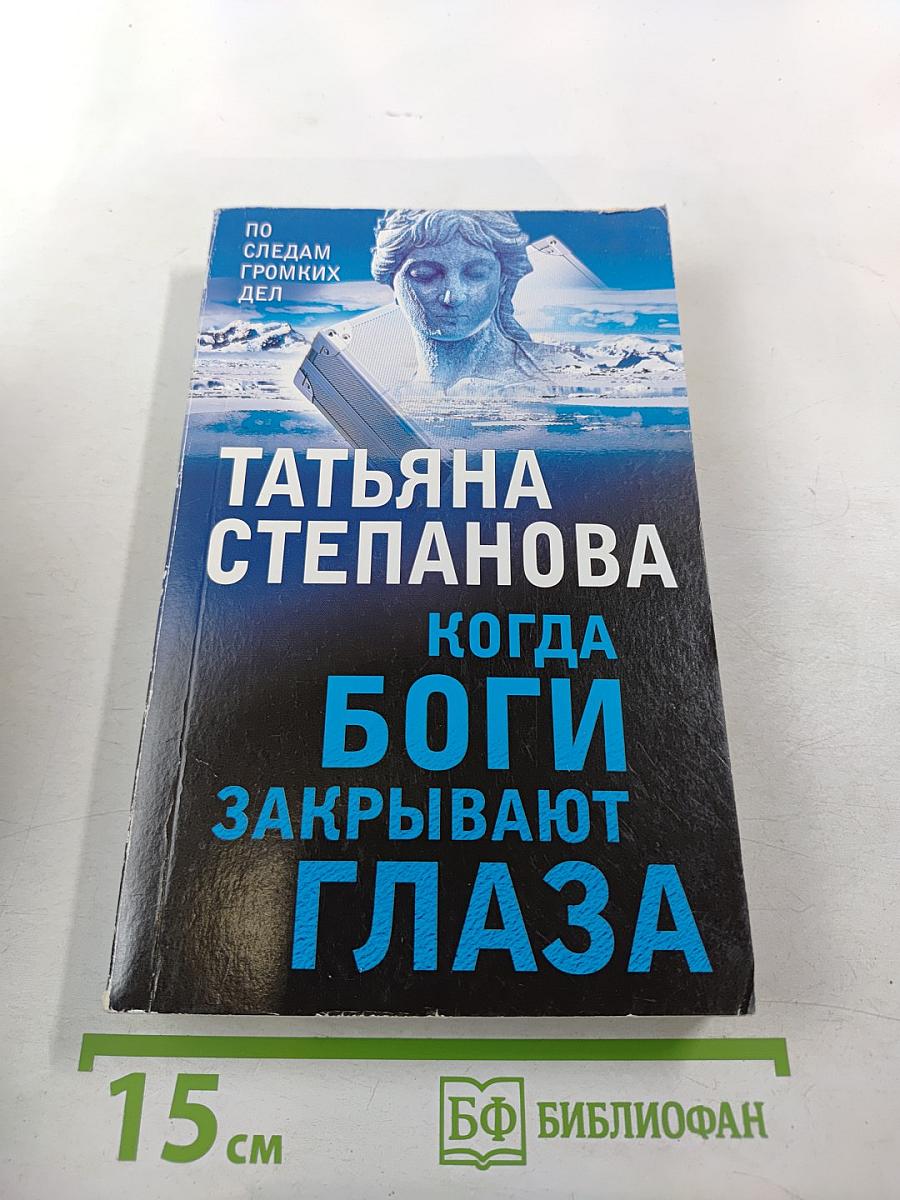 ПО
СЛЕДАМ
ГРОМКИХ
ДЕЛ
ТАТЬЯНА
СТЕПАНОВА
КОГДА
БОГИ
ЗАКРЫВАЮТ
ГЛАЗА
15 см
БФ БИБЛИОФАН